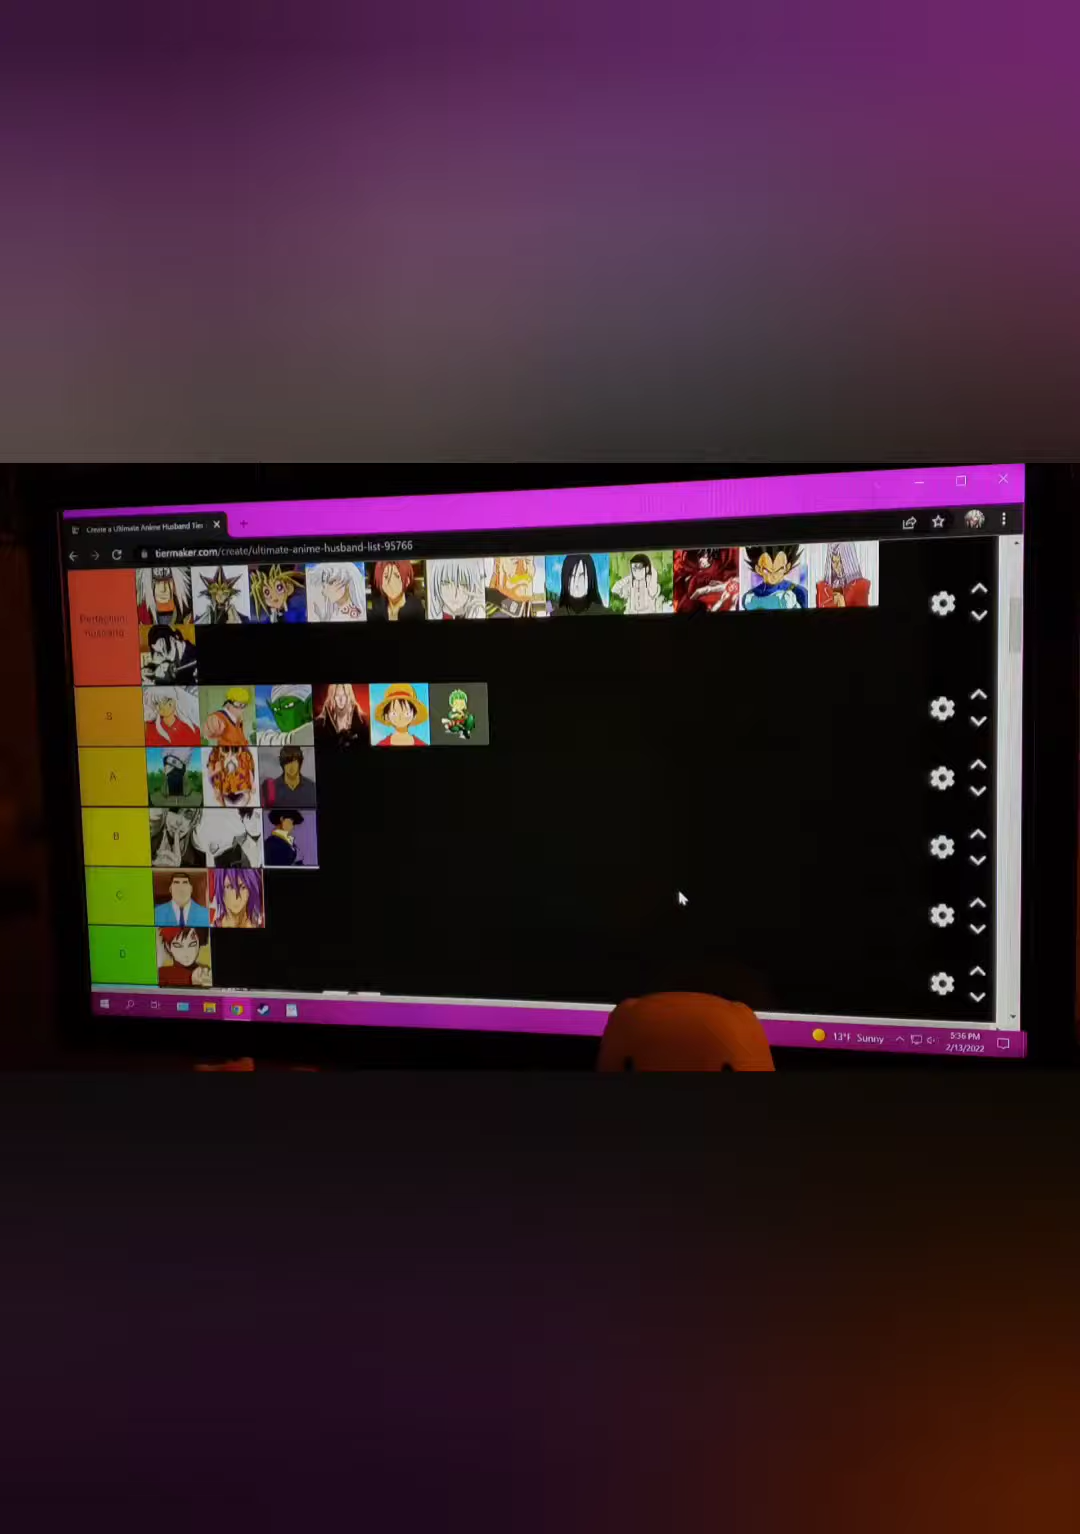 Create a Ultimate Anime Husband Tier
tiermaker.com/create/ultimate-anime-husband-list-95766
Perfection
Husband
S
A
B
C
D
13°F Sunny
5:36 PM
2/13/2022